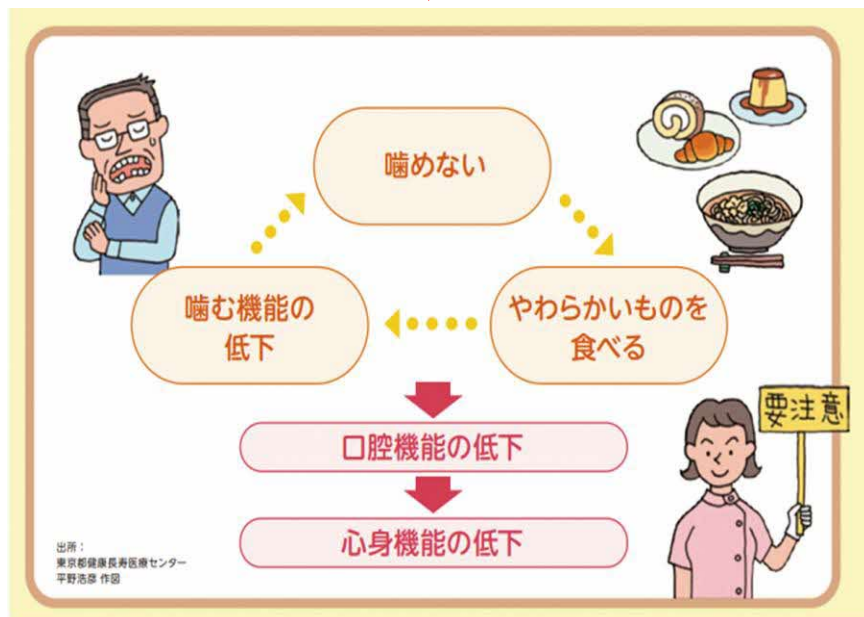 噛めない
噛む機能の
低下
やわらかいものを
食べる
要注意
口腔機能の低下
心身機能の低下
出所：
東京都健康長寿医療センター
平野浩彦 作図